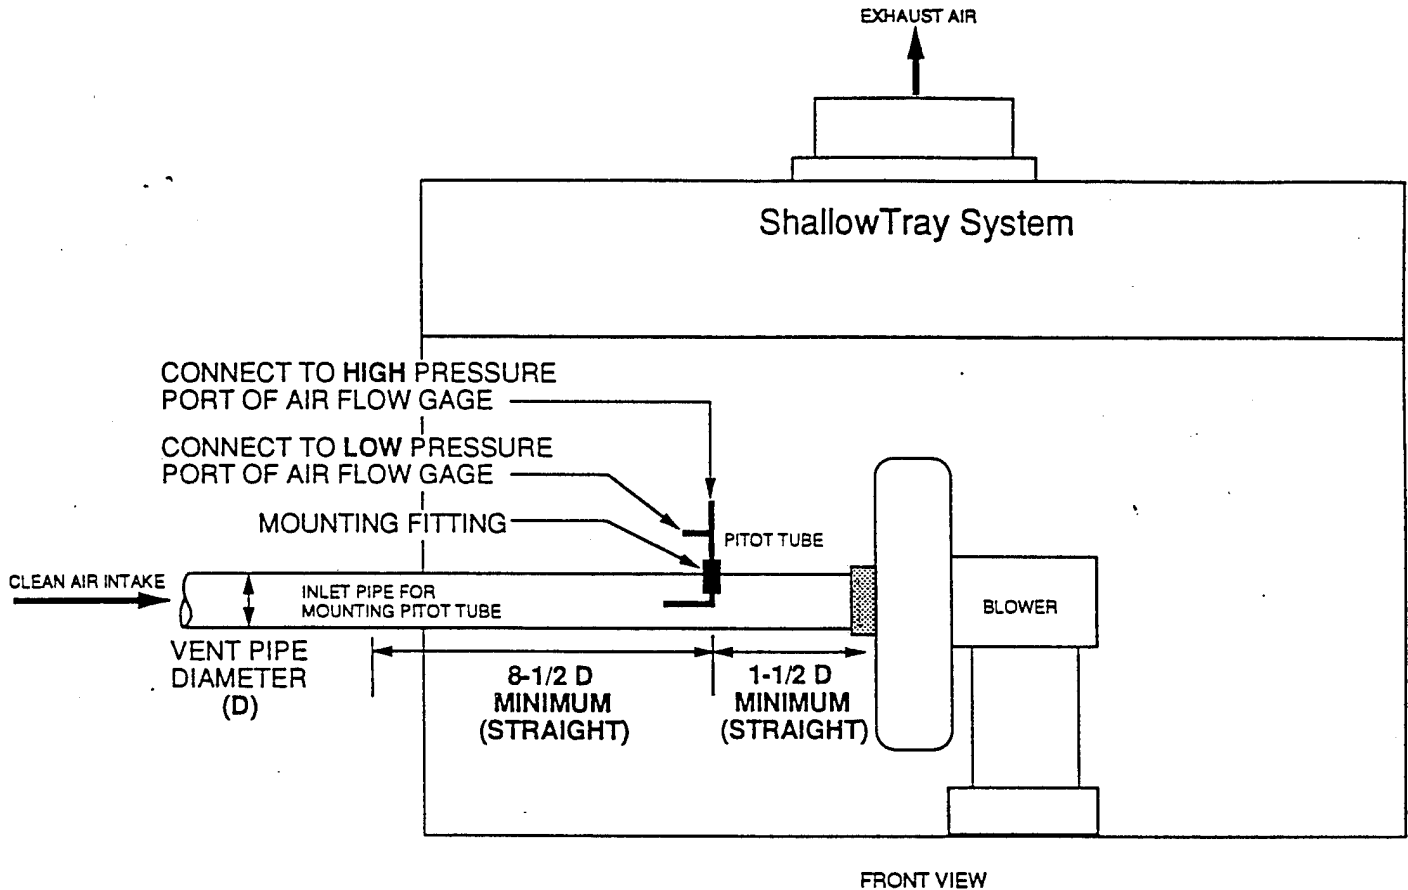 EXHAUST AIR
ShallowTray System
CONNECT TO HIGH PRESSURE
PORT OF AIR FLOW GAGE
CONNECT TO LOW PRESSURE
PORT OF AIR FLOW GAGE
MOUNTING FITTING
PITOT TUBE
CLEAN AIR INTAKE
INLET PIPE FOR
MOUNTING PITOT TUBE
BLOWER
VENT PIPE
DIAMETER
(D)
8-1/2 D
MINIMUM
(STRAIGHT)
1-1/2 D
MINIMUM
(STRAIGHT)
FRONT VIEW